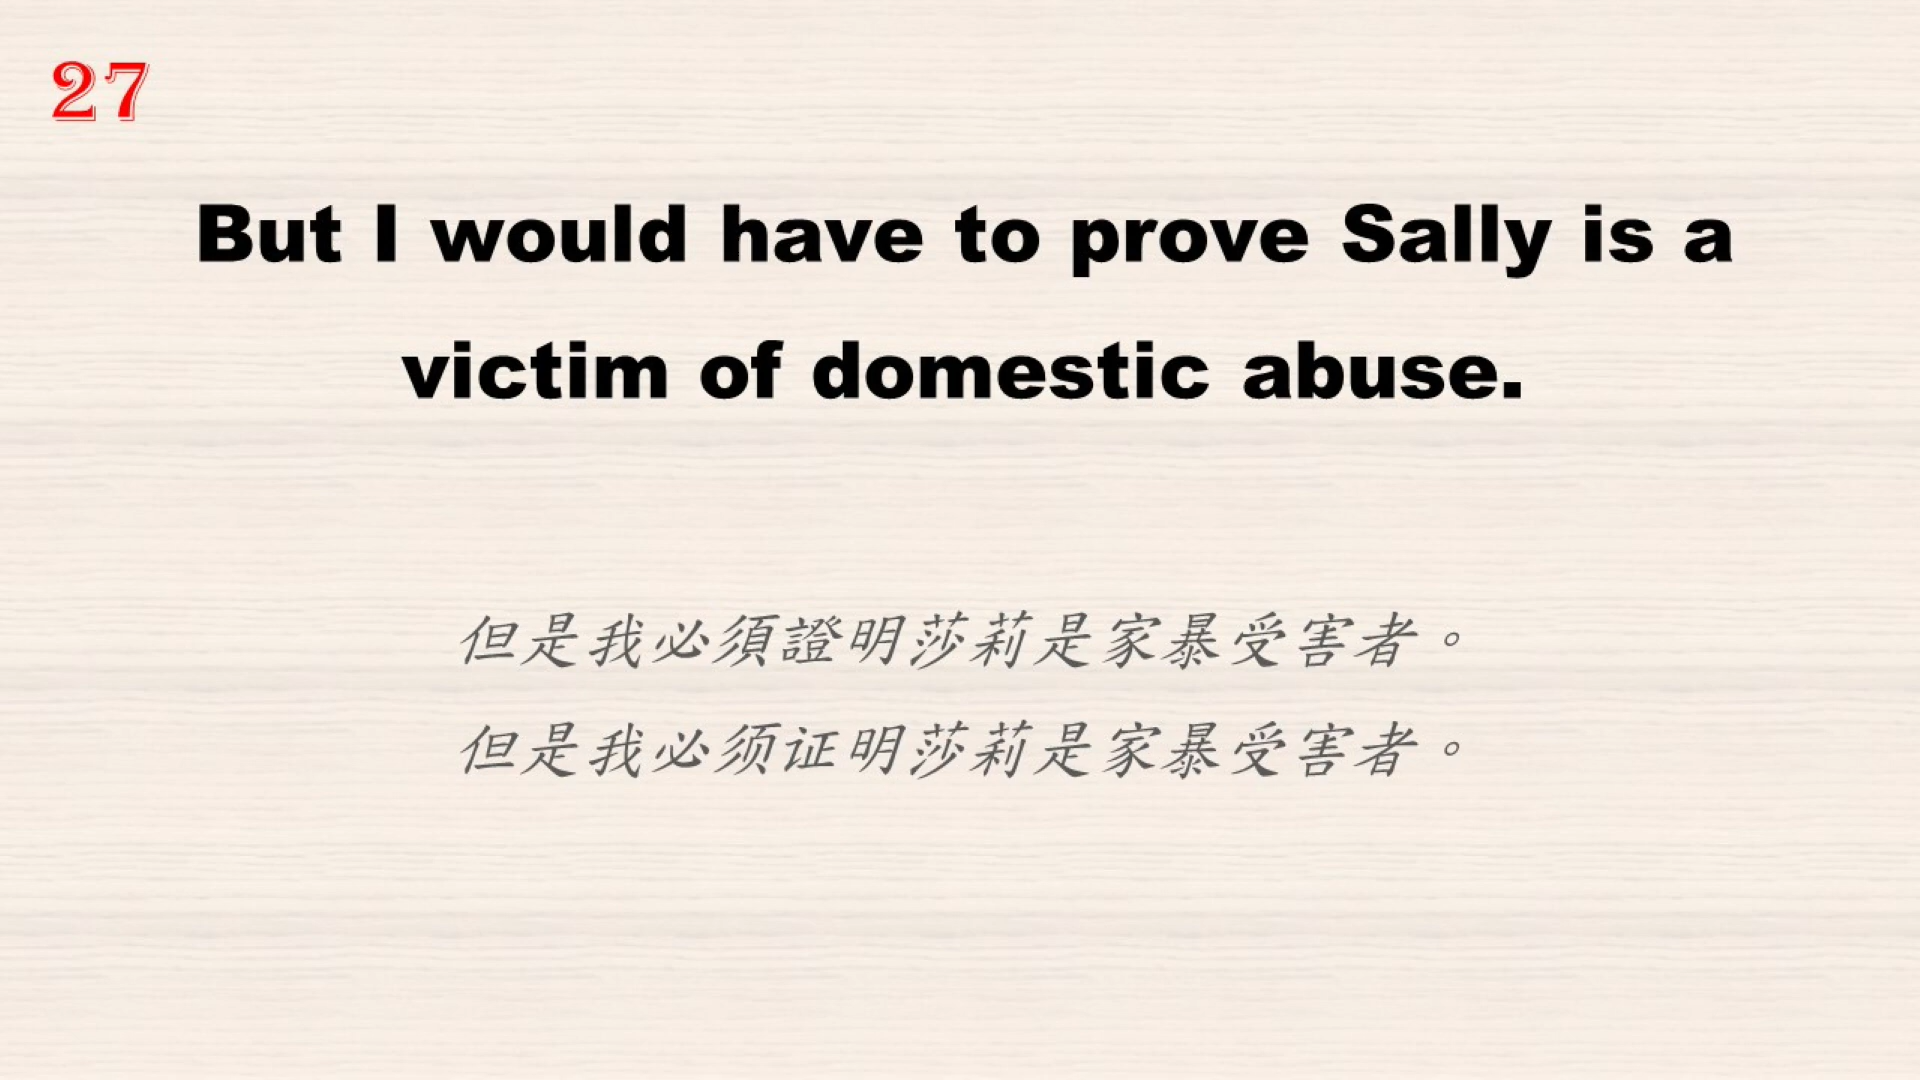 27
But I would have to prove Sally is a
victim of domestic abuse.
但是我必須證明莎莉是家暴受害者。
但是我必须证明莎莉是家暴受害者。